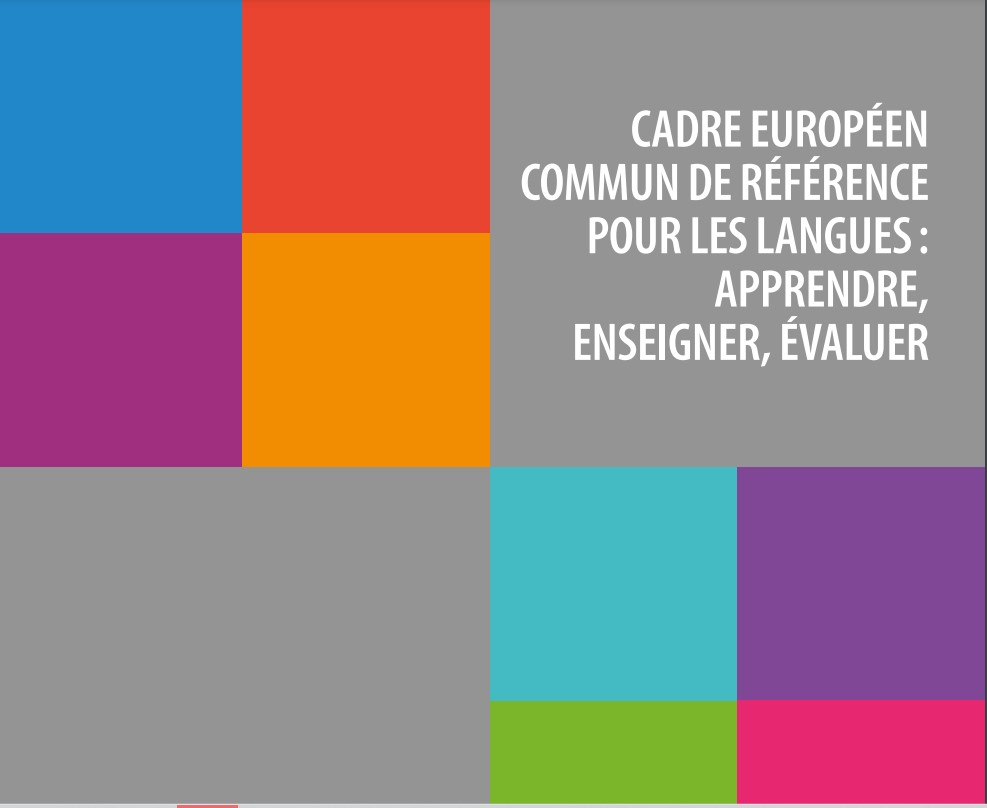 CADRE EUROPÉEN
COMMUN DE RÉFÉRENCE
POUR LES LANGUES :
APPRENDRE,
ENSEIGNER, ÉVALUER